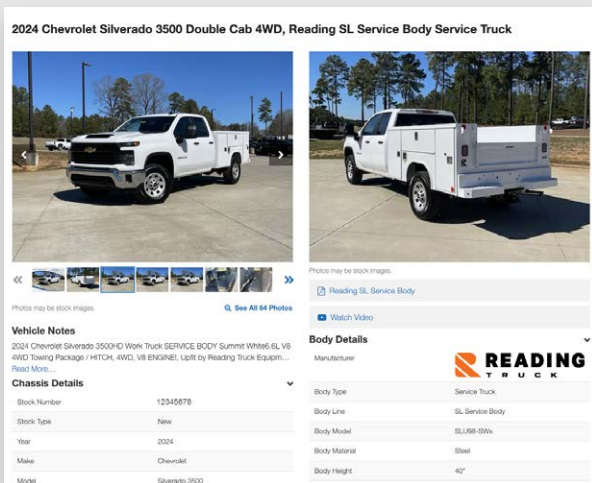 2024 Chevrolet Silverado 3500 Double Cab 4WD, Reading SL Service Body Service Truck
Photos may be stock images.
See All 64 Photos
Vehicle Notes
2024 Chevrolet Silverado 3500HD Work Truck SERVICE BODY Summit White6.6L V8
4WD Towing Package / HITCH, 4WD, V8 ENGINE!, Upfit by Reading Truck Equipm...
Read More...
Chassis Details
Stock Number 12345678
Stock Type New
Year 2024
Make Chevrolet
Model Silverado 3500
Photos may be stock images.
Reading SL Service Body
Watch Video
Body Details
Manufacturer
READING
TRUCK
Body Type Service Truck
Body Line SL Service Body
Body Model SLU98-SWs
Body Material Steel
Body Height 40"